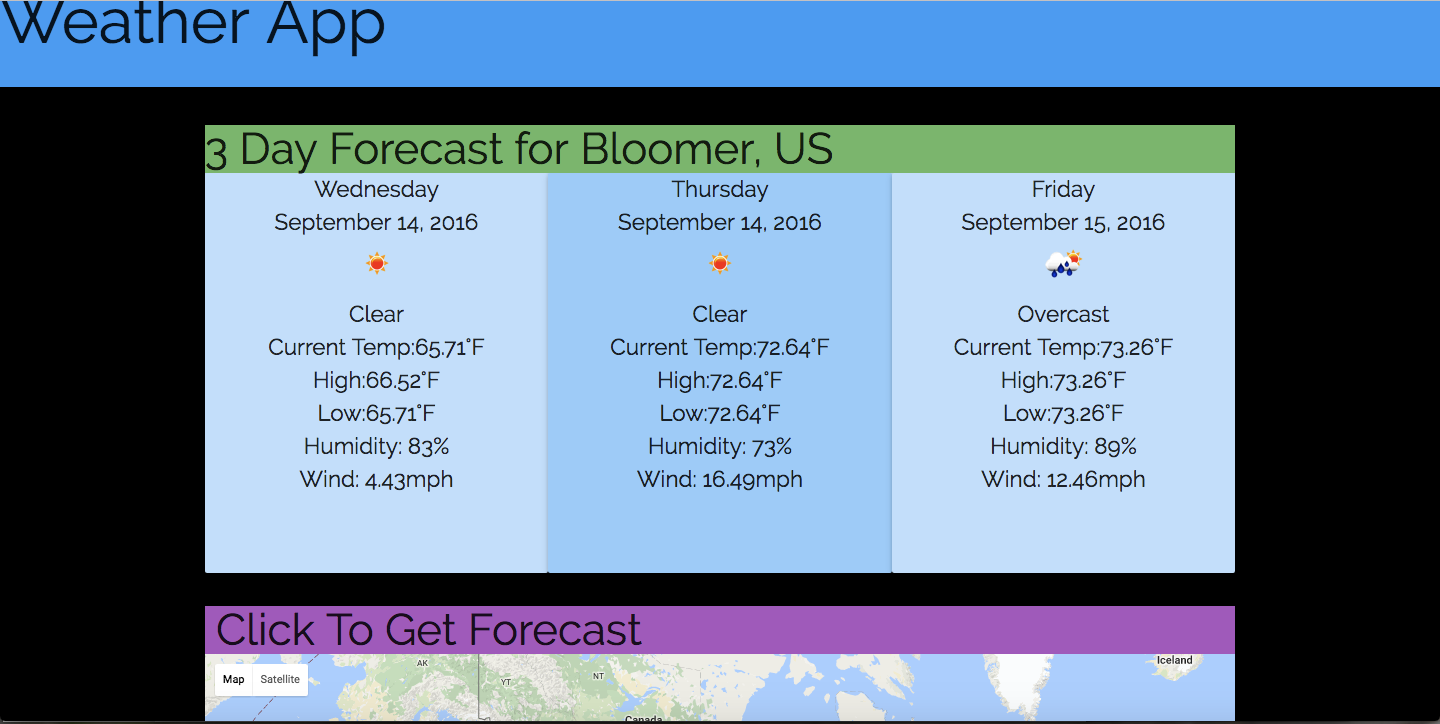 Weather App
3 Day Forecast for Bloomer, US
Wednesday
September 14, 2016
Clear
Current Temp:65.71°F
High:66.52°F
Low:65.71°F
Humidity: 83%
Wind: 4.43mph
Thursday
September 14, 2016
Clear
Current Temp:72.64°F
High:72.64°F
Low:72.64°F
Humidity: 73%
Wind: 16.49mph
Friday
September 15, 2016
Overcast
Current Temp:73.26°F
High:73.26°F
Low:73.26°F
Humidity: 89%
Wind: 12.46mph
Click To Get Forecast
Map Satellite
AK
YT
NT
Iceland
Canada